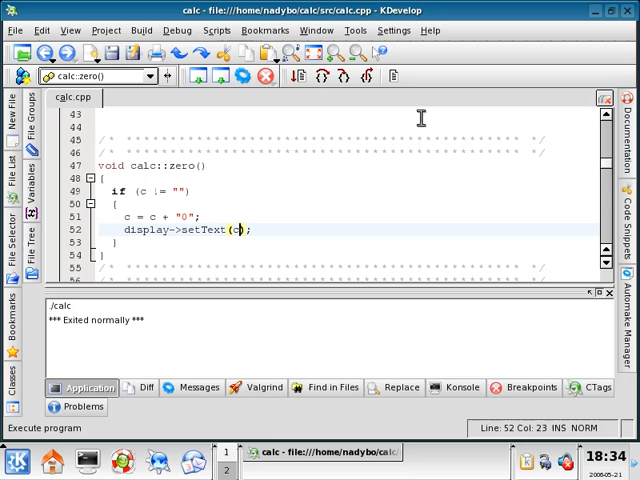 calc - file:///home/nadybo/calc/src/calc.cpp - KDevelop
File Edit View Project Build Debug Scripts Bookmarks Window Tools Settings Help
calc::zero()
calc.cpp
43
44
45 /* ****************************************************** */
46 /* ****************************************************** */
47 void calc::zero()
48 {
49 if (c != "")
50 {
51 c = c + "0";
52 display->setText(c);
53 }
54 }
55 /* ****************************************************** */
56 /* ****************************************************** */
New File
File Groups
File List
Variables
File Selector
File Tree
Bookmarks
Classes
Documentation
Code Snippets
Automake Manager
./calc
*** Exited normally ***
Application Diff Messages Valgrind Find in Files Replace Konsole Breakpoints CTags
Problems
Execute program Line: 52 Col: 23 INS NORM
1
2
calc - file:///home/nadybo/calc/
18:34
2006-05-21